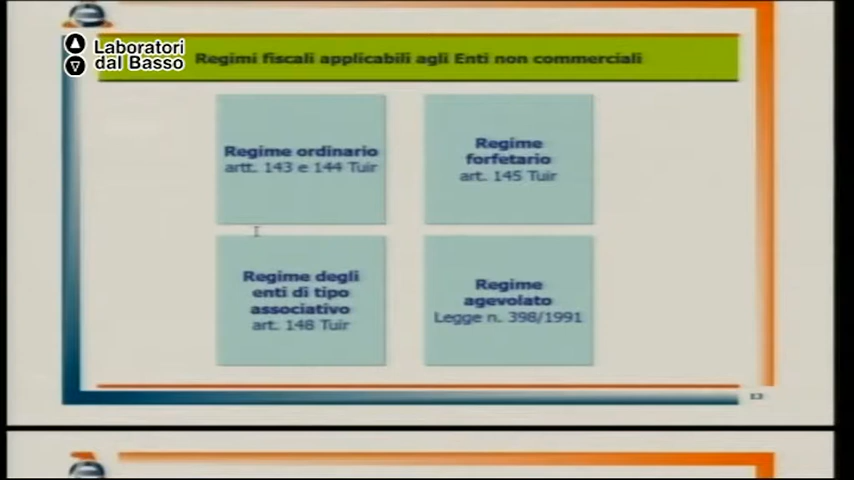 Laboratori
dal Basso
Regimi fiscali applicabili agli Enti non commerciali
Regime ordinario
artt. 143 e 144 Tuir
Regime
forfetario
art. 145 Tuir
Regime degli
enti di tipo
associativo
art. 148 Tuir
Regime
agevolato
Legge n. 398/1991